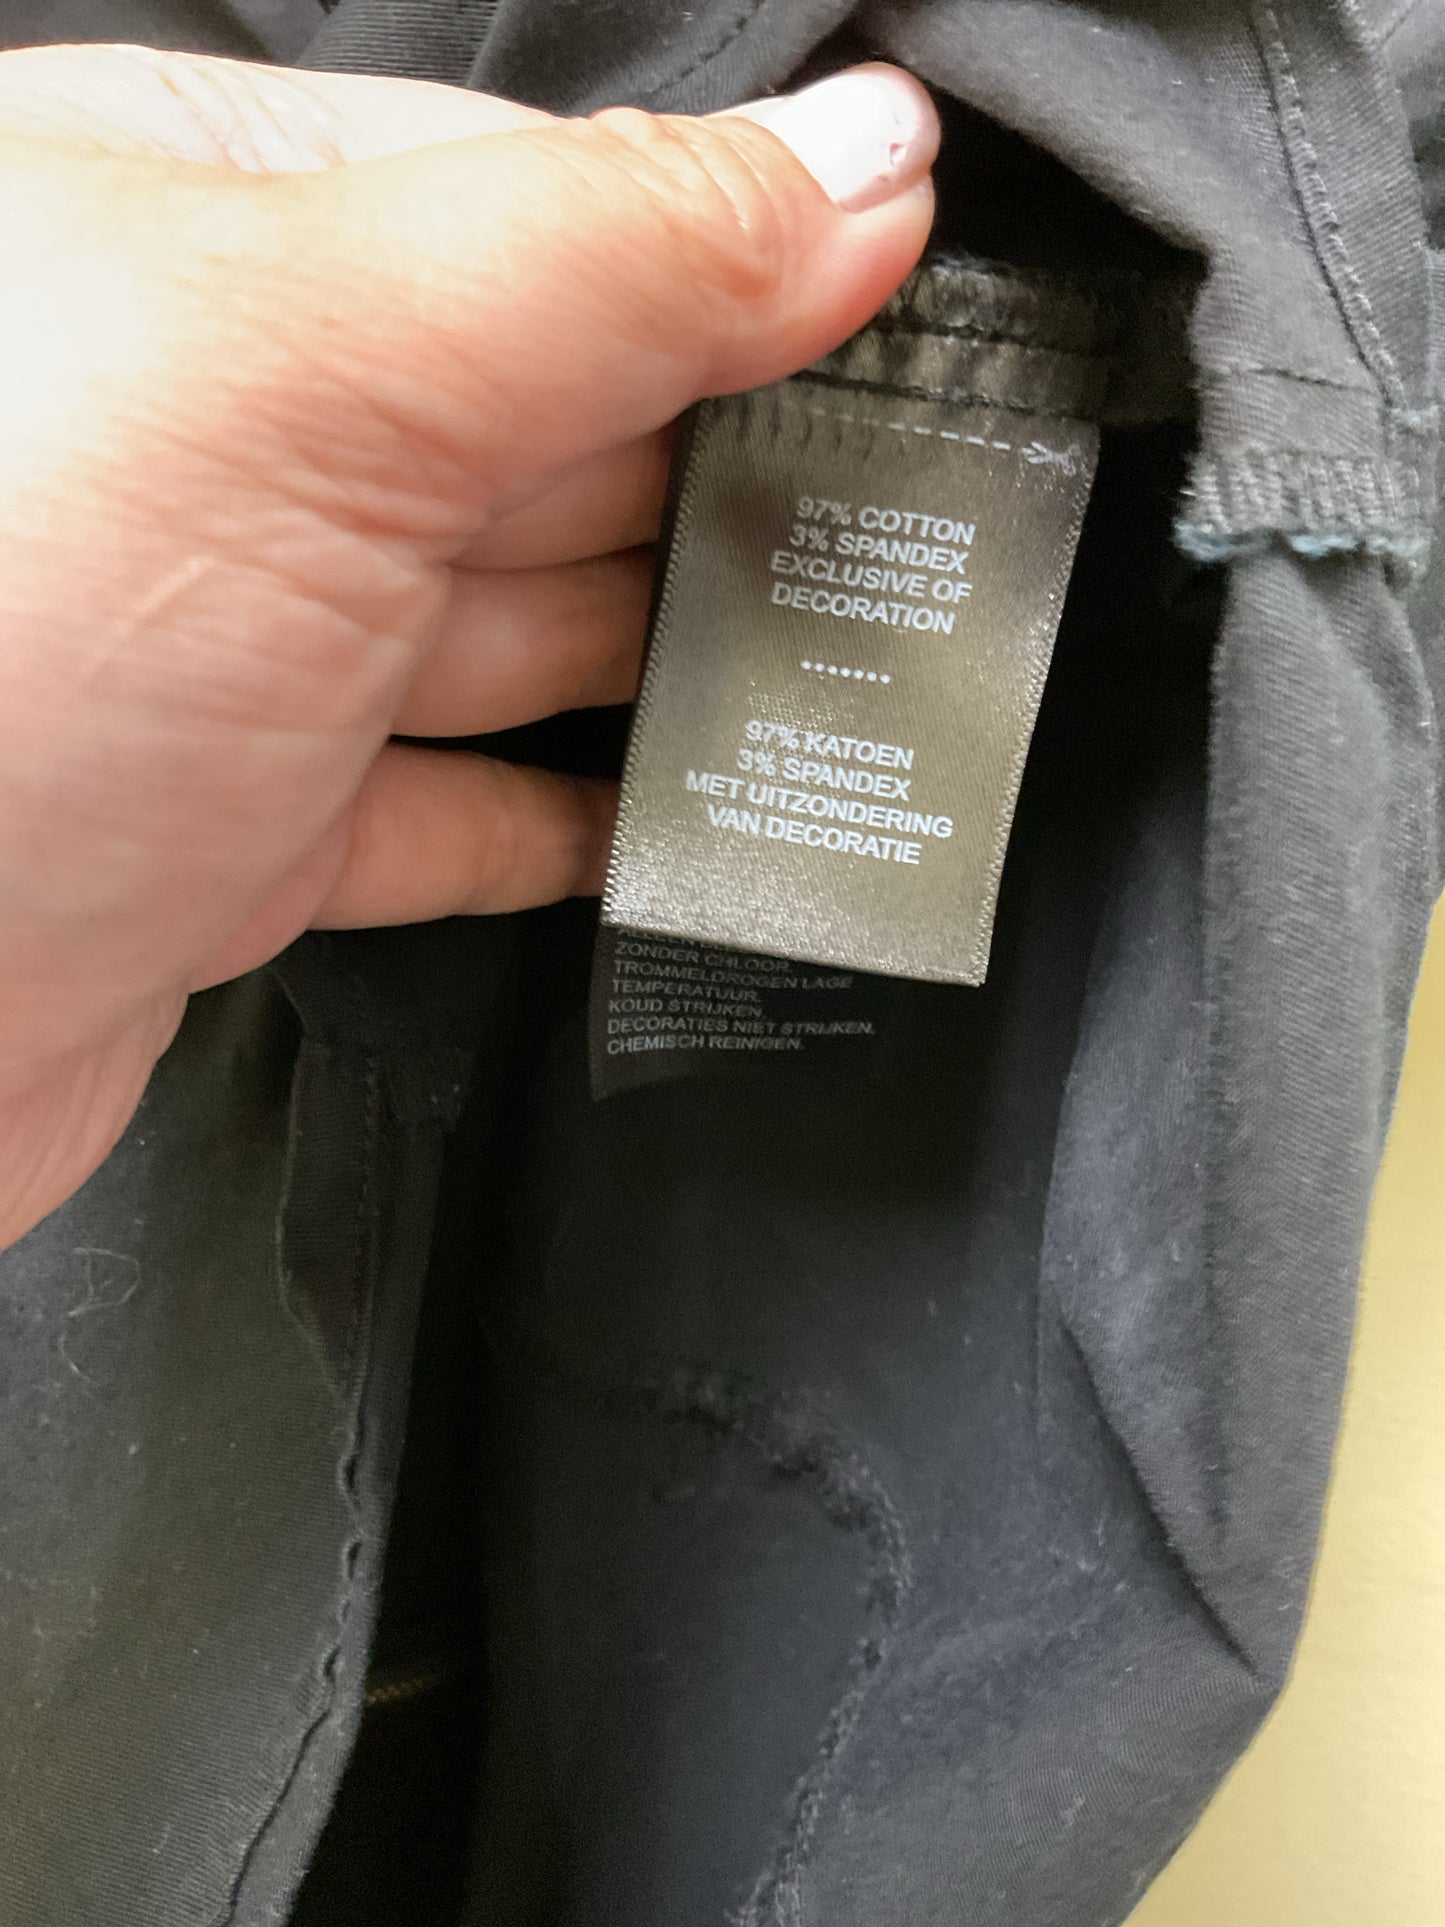 97% COTTON
3% SPANDEX
EXCLUSIVE OF
DECORATION
.......
97% KATOEN
3% SPANDEX
MET UITZONDERING
VAN DECORATIE
ZONDER CHLOOR.
TROMMELDROGEN LAGE
TEMPERATUUR.
KOUD STRIJKEN.
DECORATIES NIET STRIJKEN.
CHEMISCH REINIGEN.